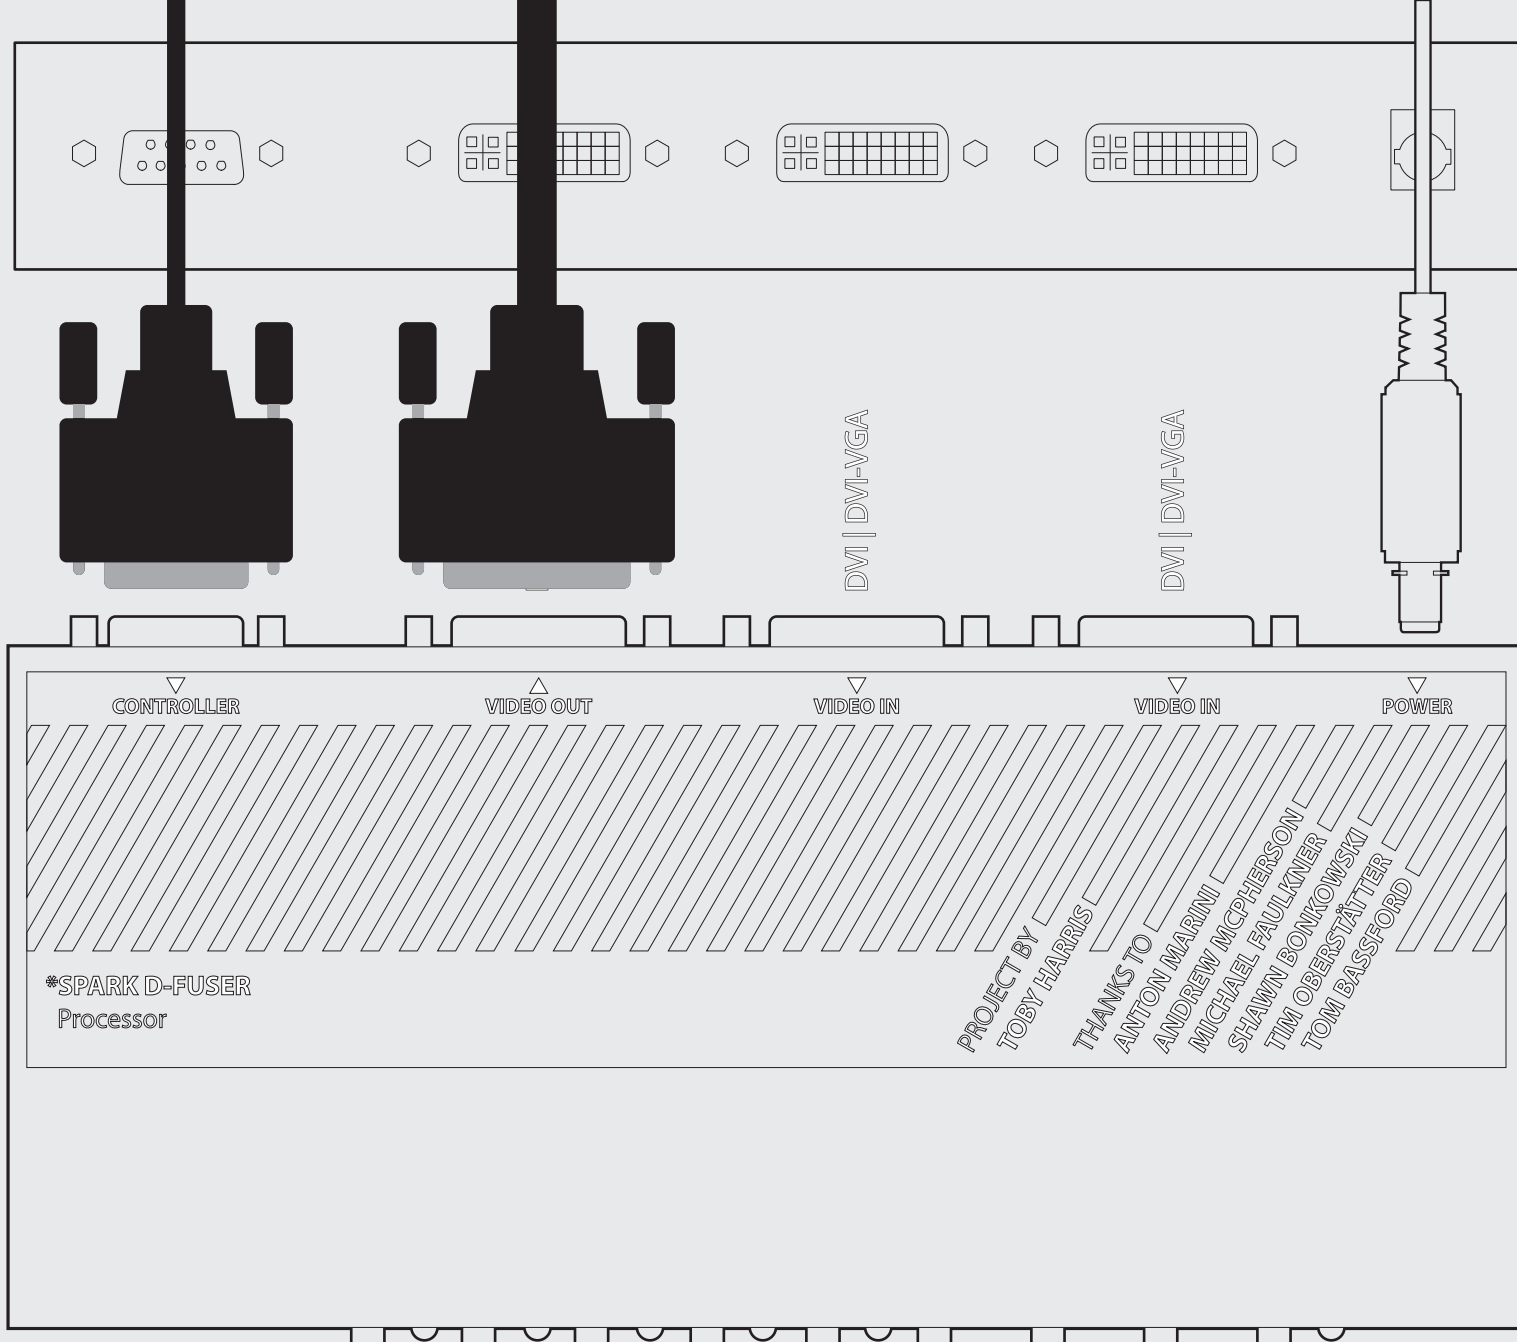 DVI | DVI-VGA
DVI | DVI-VGA
CONTROLLER
VIDEO OUT
VIDEO IN
VIDEO IN
POWER
*SPARK D-FUSER
Processor
PROJECT BY
TOBY HARRIS
THANKS TO
ANTON MARINI
ANDREW MCPHERSON
MICHAEL FAULKNER
SHAWN BONKOWSKI
TIM OBERSTÄTTER
TOM BASSFORD